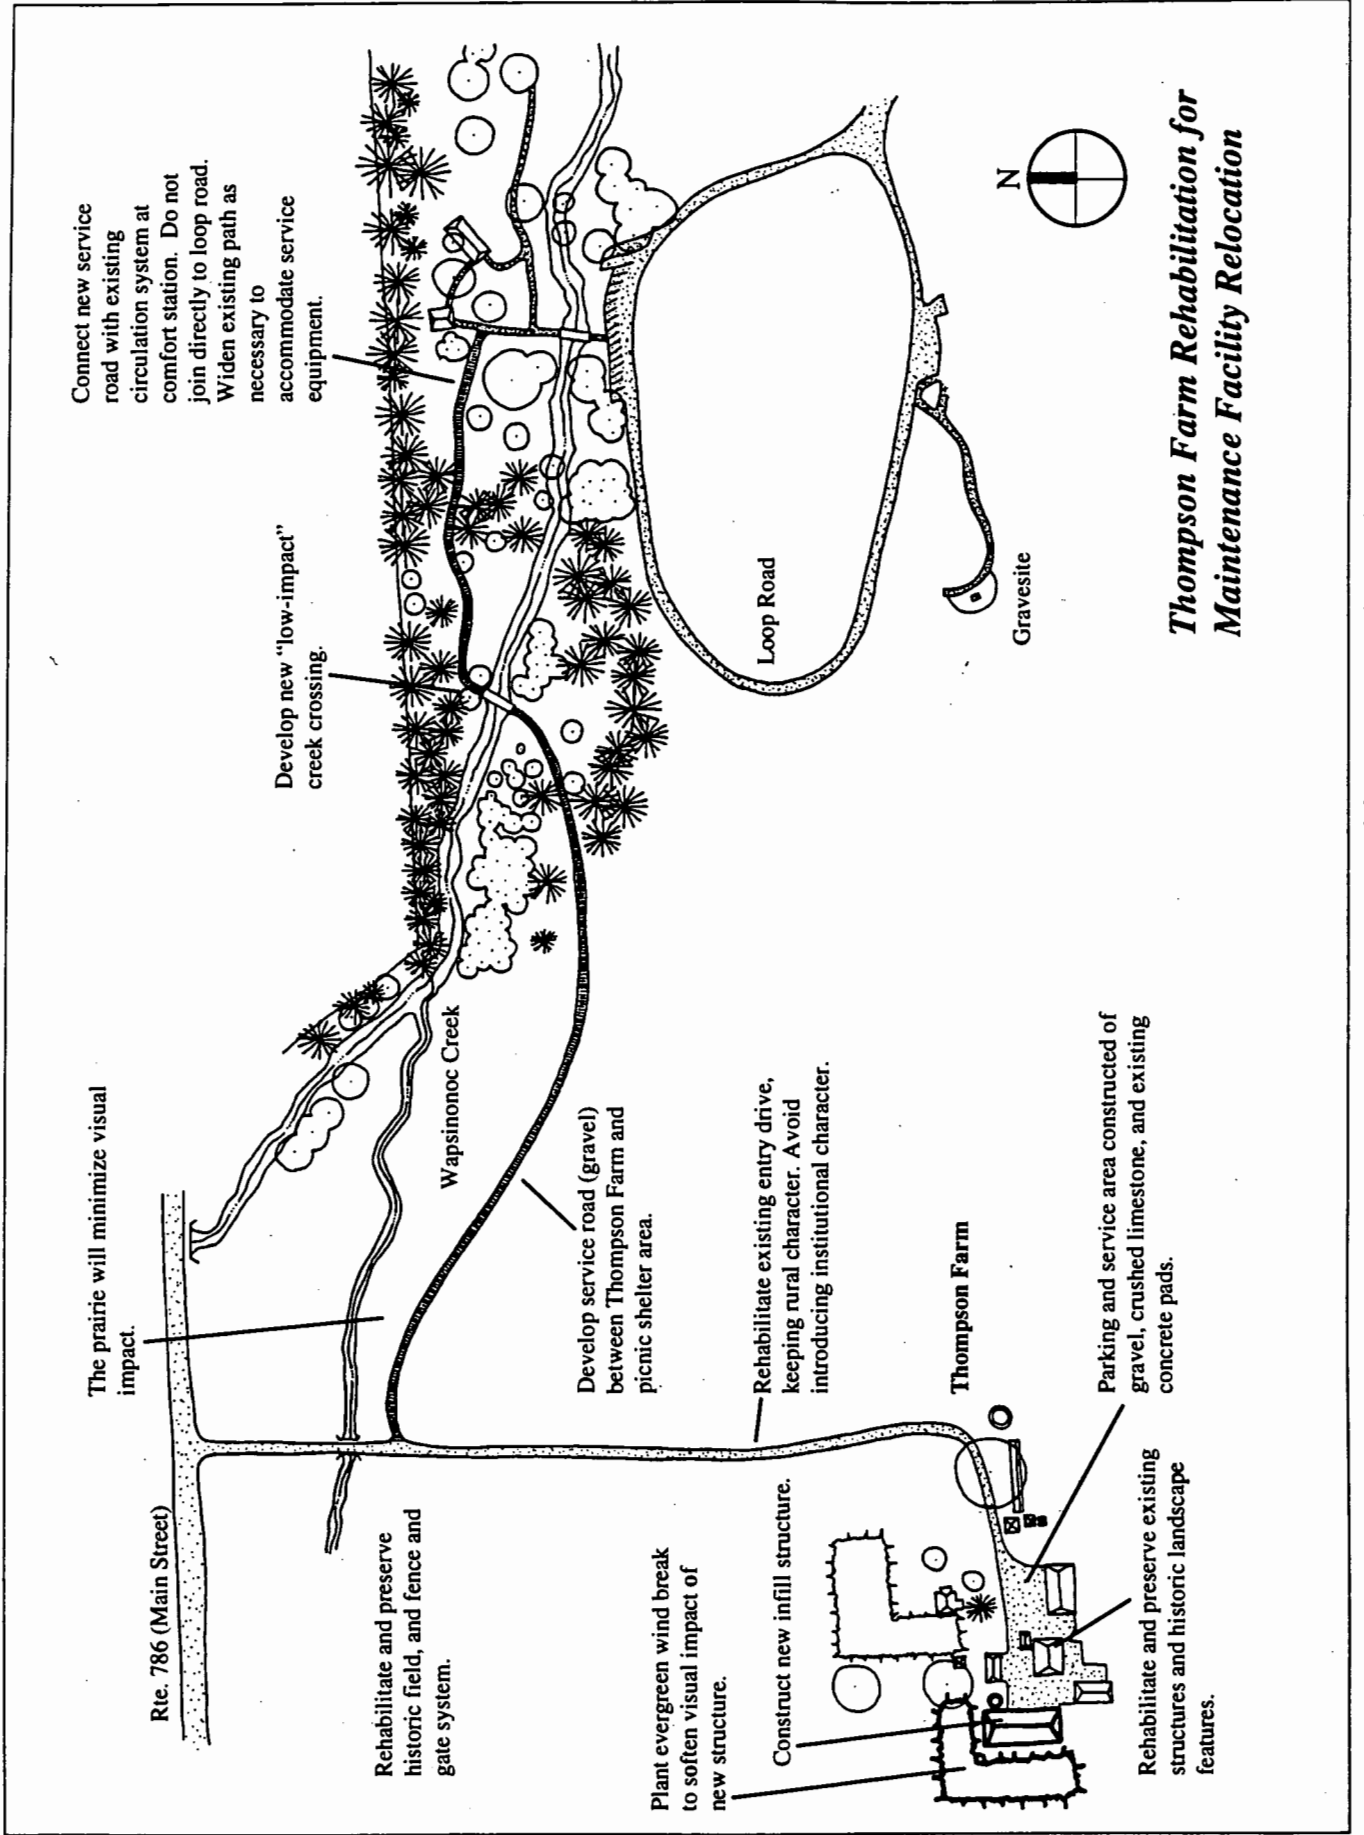 Rte. 786 (Main Street)
The prairie will minimize visual
impact.
Connect new service
road with existing
circulation system at
comfort station. Do not
join directly to loop road.
Widen existing path as
necessary to
accommodate service
equipment.
Develop new "low-impact"
creek crossing.
Rehabilitate and preserve
historic field, and fence and
gate system.
Wapsinonoc Creek
Develop service road (gravel)
between Thompson Farm and
picnic shelter area.
Plant evergreen wind break
to soften visual impact of
new structure.
Construct new infill structure.
Rehabilitate existing entry drive,
keeping rural character. Avoid
introducing institutional character.
Loop Road
Thompson Farm
Gravesite
N
Parking and service area constructed of
gravel, crushed limestone, and existing
concrete pads.
Rehabilitate and preserve existing
structures and historic landscape
features.
Thompson Farm Rehabilitation for
Maintenance Facility Relocation